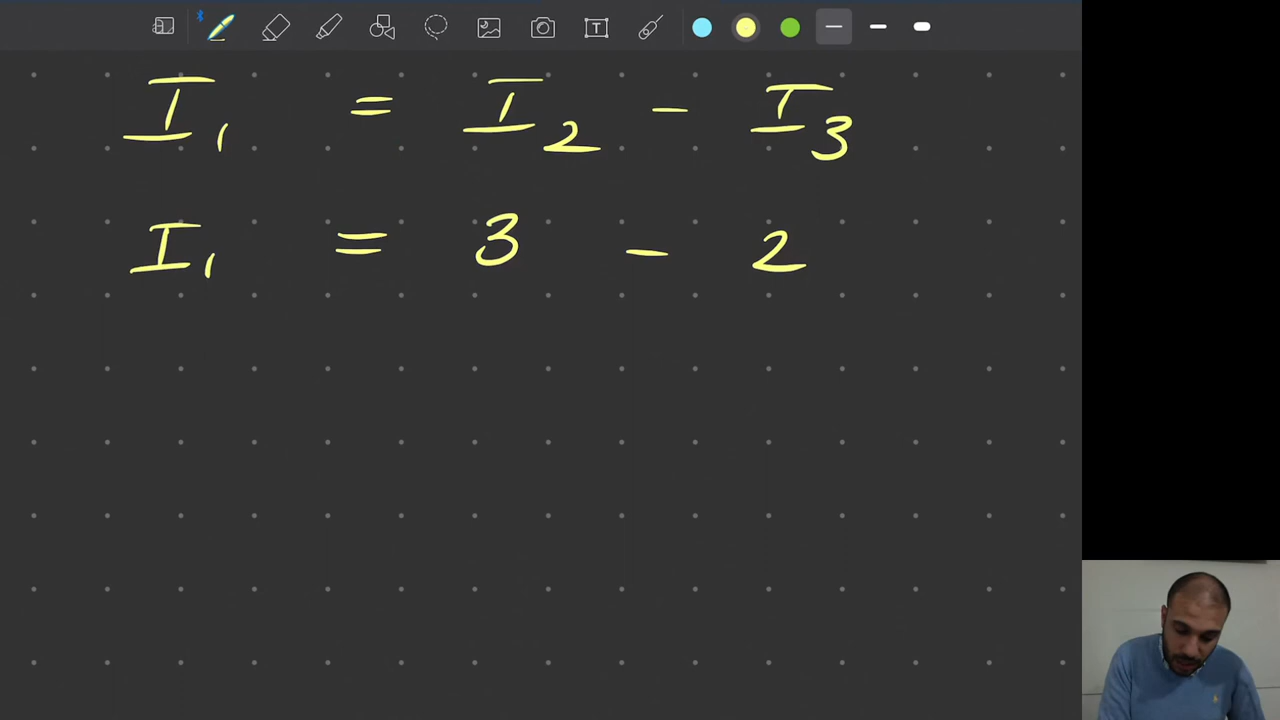 I₁ = I₂ - I₃
I₁ = 3 - 2